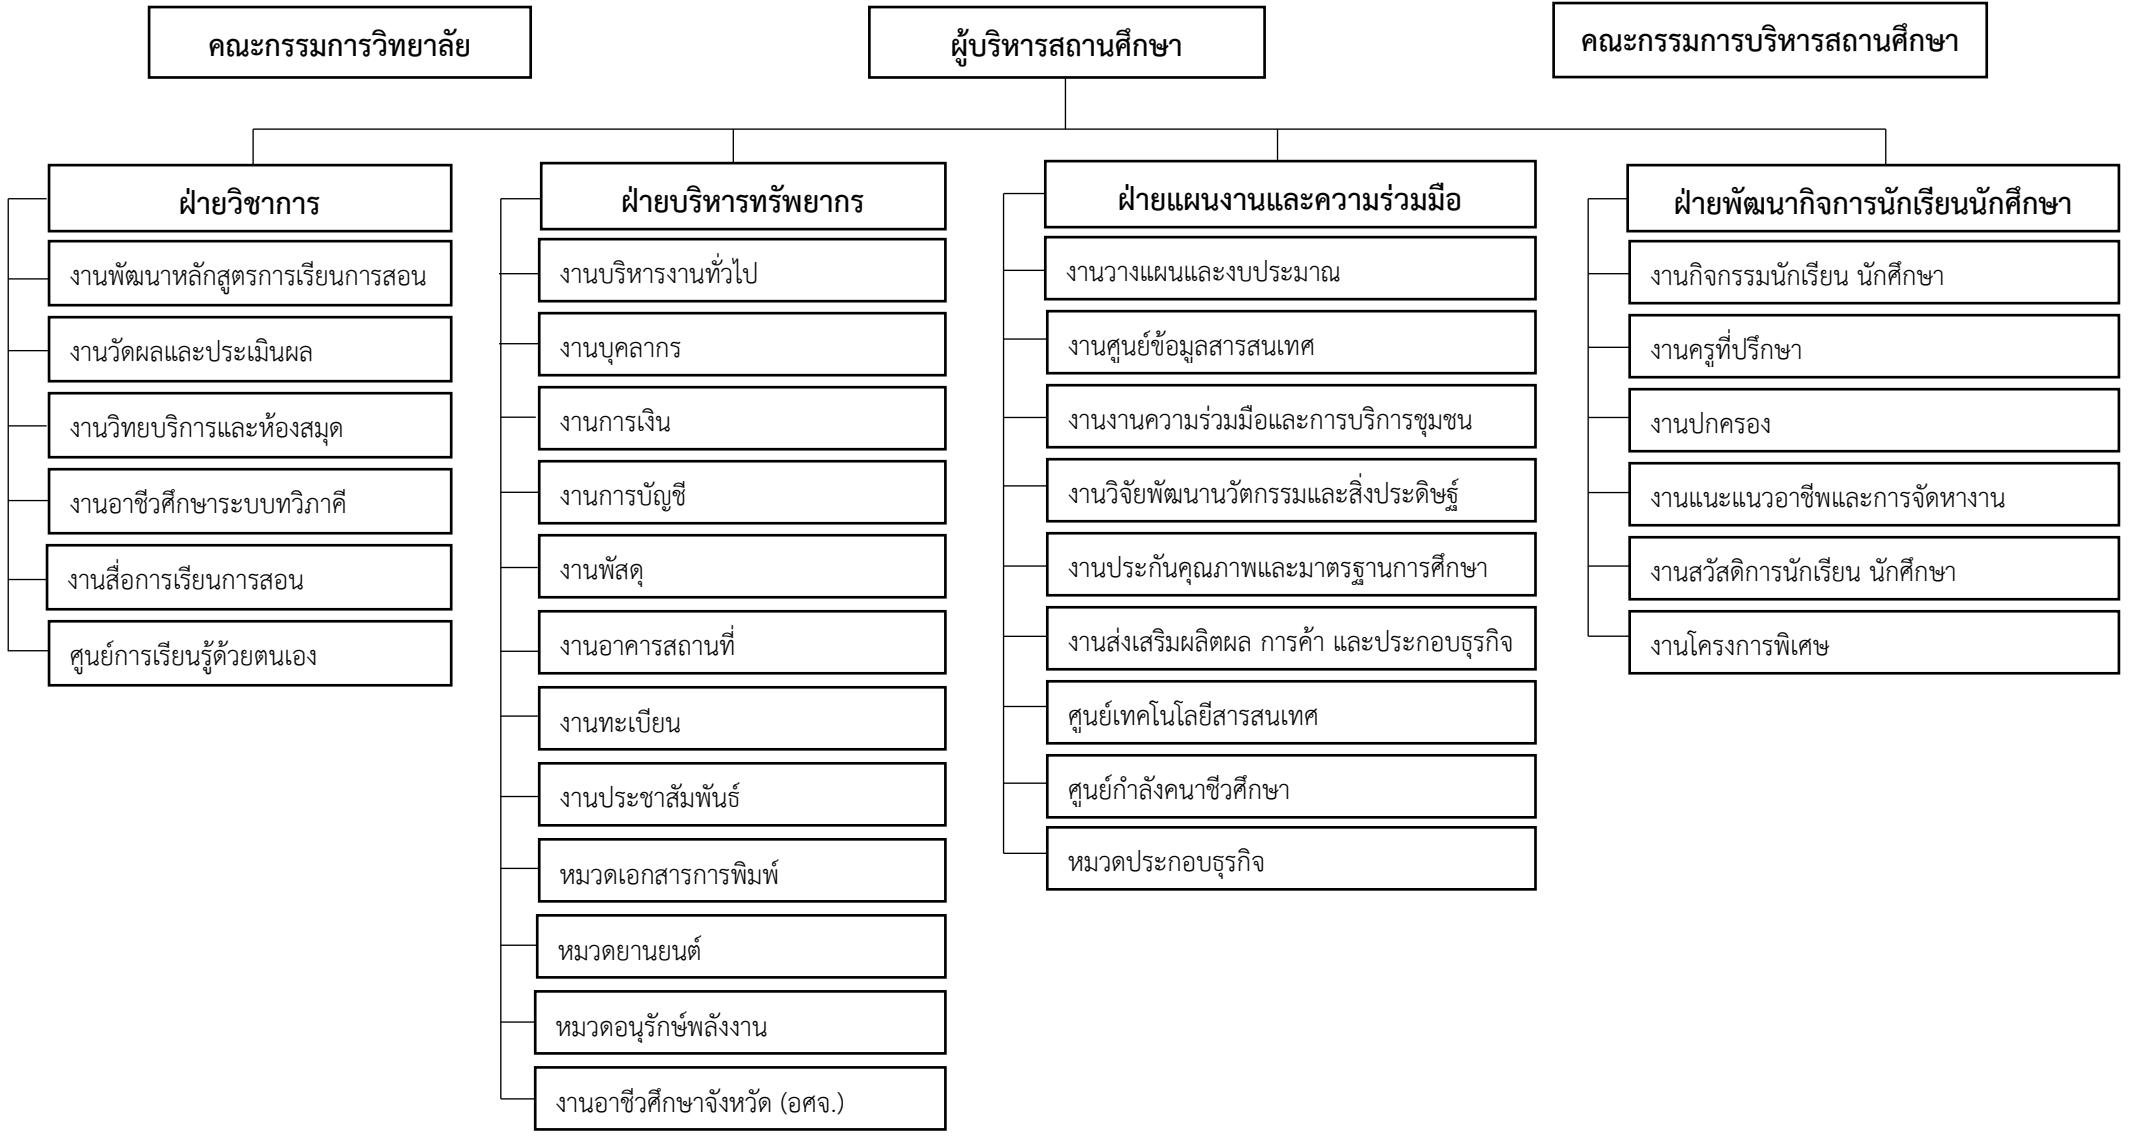 คณะกรรมการวิทยาลัย
ผู้บริหารสถานศึกษา
คณะกรรมการบริหารสถานศึกษา
ฝ่ายวิชาการ
งานพัฒนาหลักสูตรการเรียนการสอน
งานวัดผลและประเมินผล
งานวิทยบริการและห้องสมุด
งานอาชีวศึกษาระบบทวิภาคี
งานสื่อการเรียนการสอน
ศูนย์การเรียนรู้ด้วยตนเอง
ฝ่ายบริหารทรัพยากร
งานบริหารงานทั่วไป
งานบุคลากร
งานการเงิน
งานการบัญชี
งานพัสดุ
งานอาคารสถานที่
งานทะเบียน
งานประชาสัมพันธ์
หมวดเอกสารการพิมพ์
หมวดยานยนต์
หมวดอนุรักษ์พลังงาน
งานอาชีวศึกษาจังหวัด (อศจ.)
ฝ่ายแผนงานและความร่วมมือ
งานวางแผนและงบประมาณ
งานศูนย์ข้อมูลสารสนเทศ
งานงานความร่วมมือและการบริการชุมชน
งานวิจัยพัฒนานวัตกรรมและสิ่งประดิษฐ์
งานประกันคุณภาพและมาตรฐานการศึกษา
งานส่งเสริมผลิตผล การค้า และประกอบธุรกิจ
ศูนย์เทคโนโลยีสารสนเทศ
ศูนย์กำลังคนาชีวศึกษา
หมวดประกอบธุรกิจ
ฝ่ายพัฒนากิจการนักเรียนนักศึกษา
งานกิจกรรมนักเรียน นักศึกษา
งานครูที่ปรึกษา
งานปกครอง
งานแนะแนวอาชีพและการจัดหางาน
งานสวัสดิการนักเรียน นักศึกษา
งานโครงการพิเศษ